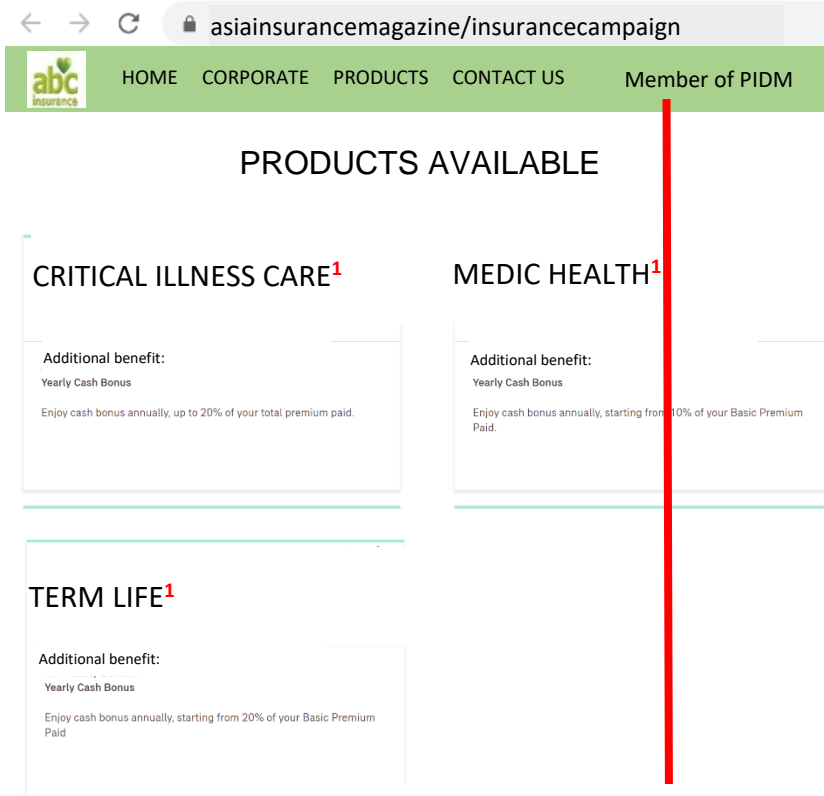 asiainsurancemagazine/insurancecampaign
abc
insurance
HOME CORPORATE PRODUCTS CONTACT US Member of PIDM
PRODUCTS AVAILABLE
CRITICAL ILLNESS CARE1
Additional benefit:
Yearly Cash Bonus
Enjoy cash bonus annually, up to 20% of your total premium paid.
MEDIC HEALTH1
Additional benefit:
Yearly Cash Bonus
Enjoy cash bonus annually, starting from 10% of your Basic Premium
Paid.
TERM LIFE1
Additional benefit:
Yearly Cash Bonus
Enjoy cash bonus annually, starting from 20% of your Basic Premium
Paid